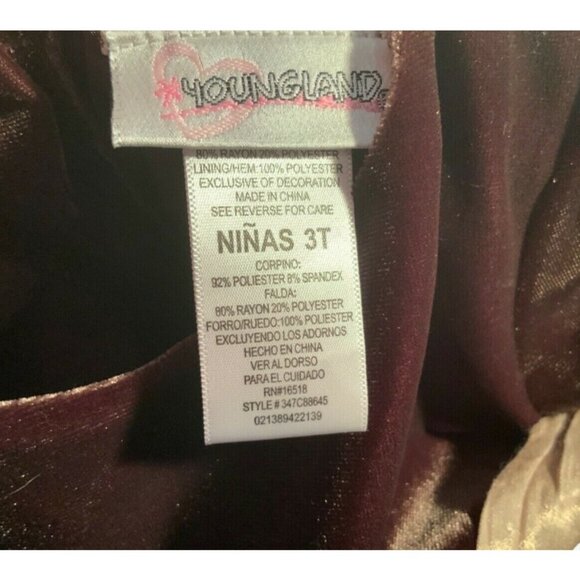 YOUNGLAND
80% RAYON 20% POLYESTER
LINING/HEM:100% POLYESTER
EXCLUSIVE OF DECORATION
MADE IN CHINA
SEE REVERSE FOR CARE
NIÑAS 3T
CORPINO:
92% POLIESTER 8% SPANDEX
FALDA:
80% RAYON 20% POLIESTER
FORRO/RUEDO:100% POLIESTER
EXCLUYENDO LOS ADORNOS
HECHO EN CHINA
VER AL DORSO
PARA EL CUIDADO
RN#16518
STYLE # 347C88645
021389422139